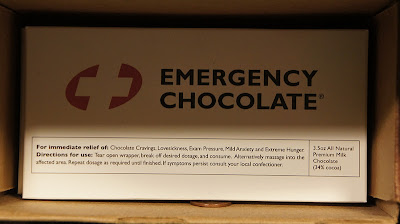 EMERGENCY
CHOCOLATE®
For immediate relief of: Chocolate Cravings, Lovesickness, Exam Pressure, Mild Anxiety and Extreme Hunger.
Directions for use: Tear open wrapper, break off desired dosage, and consume. Alternatively massage into the
affected area. Repeat dosage as required until finished. If symptoms persist consult your local confectioner.
3.5oz All Natural
Premium Milk
Chocolate
(34% cocoa)